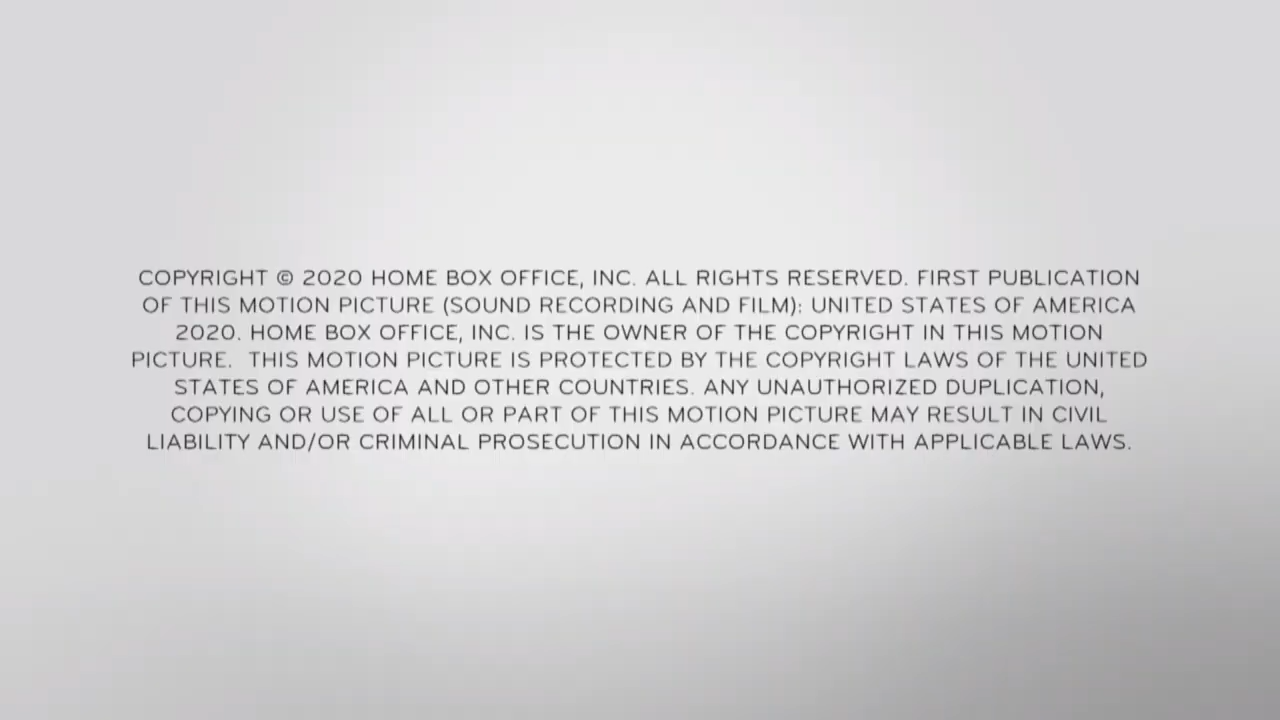 COPYRIGHT © 2020 HOME BOX OFFICE, INC. ALL RIGHTS RESERVED. FIRST PUBLICATION
OF THIS MOTION PICTURE (SOUND RECORDING AND FILM): UNITED STATES OF AMERICA
2020. HOME BOX OFFICE, INC. IS THE OWNER OF THE COPYRIGHT IN THIS MOTION
PICTURE.  THIS MOTION PICTURE IS PROTECTED BY THE COPYRIGHT LAWS OF THE UNITED
STATES OF AMERICA AND OTHER COUNTRIES. ANY UNAUTHORIZED DUPLICATION,
COPYING OR USE OF ALL OR PART OF THIS MOTION PICTURE MAY RESULT IN CIVIL
LIABILITY AND/OR CRIMINAL PROSECUTION IN ACCORDANCE WITH APPLICABLE LAWS.